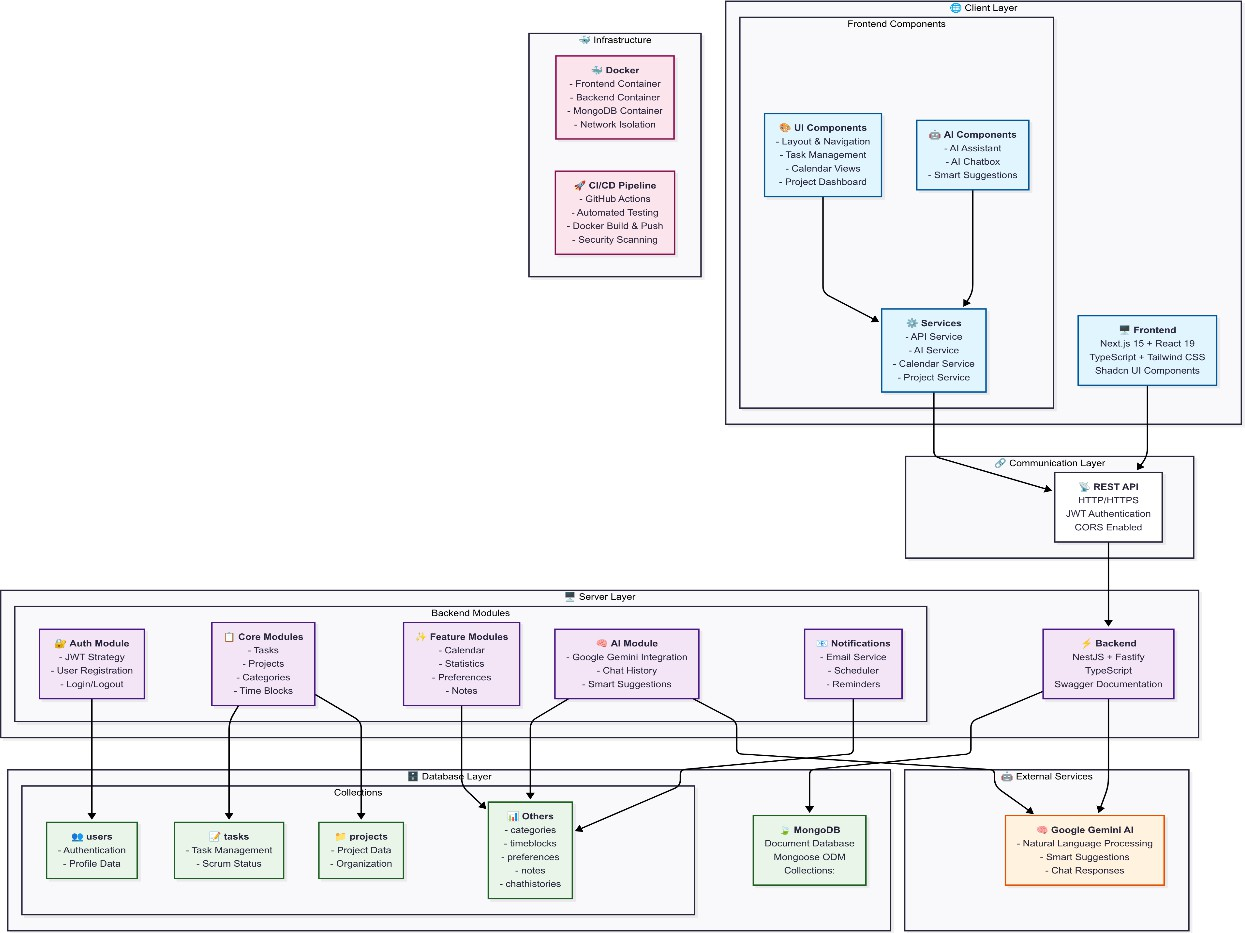 🌐 Client Layer
Frontend Components
🐳 Infrastructure
🐳 Docker
- Frontend Container
- Backend Container
- MongoDB Container
- Network Isolation
🚀 CI/CD Pipeline
- GitHub Actions
- Automated Testing
- Docker Build & Push
- Security Scanning
🎨 UI Components
- Layout & Navigation
- Task Management
- Calendar Views
- Project Dashboard
🤖 AI Components
- AI Assistant
- AI Chatbox
- Smart Suggestions
⚙️ Services
- API Service
- AI Service
- Calendar Service
- Project Service
🖥️ Frontend
Next.js 15 + React 19
TypeScript + Tailwind CSS
Shadcn UI Components
🔗 Communication Layer
📡 REST API
HTTP/HTTPS
JWT Authentication
CORS Enabled
🖥️ Server Layer
Backend Modules
🔐 Auth Module
- JWT Strategy
- User Registration
- Login/Logout
📋 Core Modules
- Tasks
- Projects
- Categories
- Time Blocks
✨ Feature Modules
- Calendar
- Statistics
- Preferences
- Notes
🧠 AI Module
- Google Gemini Integration
- Chat History
- Smart Suggestions
📧 Notifications
- Email Service
- Scheduler
- Reminders
⚡ Backend
NestJS + Fastify
TypeScript
Swagger Documentation
🗄️ Database Layer
Collections
👥 users
- Authentication
- Profile Data
📝 tasks
- Task Management
- Scrum Status
📁 projects
- Project Data
- Organization
📊 Others
- categories
- timeblocks
- preferences
- notes
- chathistories
🍃 MongoDB
Document Database
Mongoose ODM
Collections:
🤖 External Services
🧠 Google Gemini AI
- Natural Language Processing
- Smart Suggestions
- Chat Responses